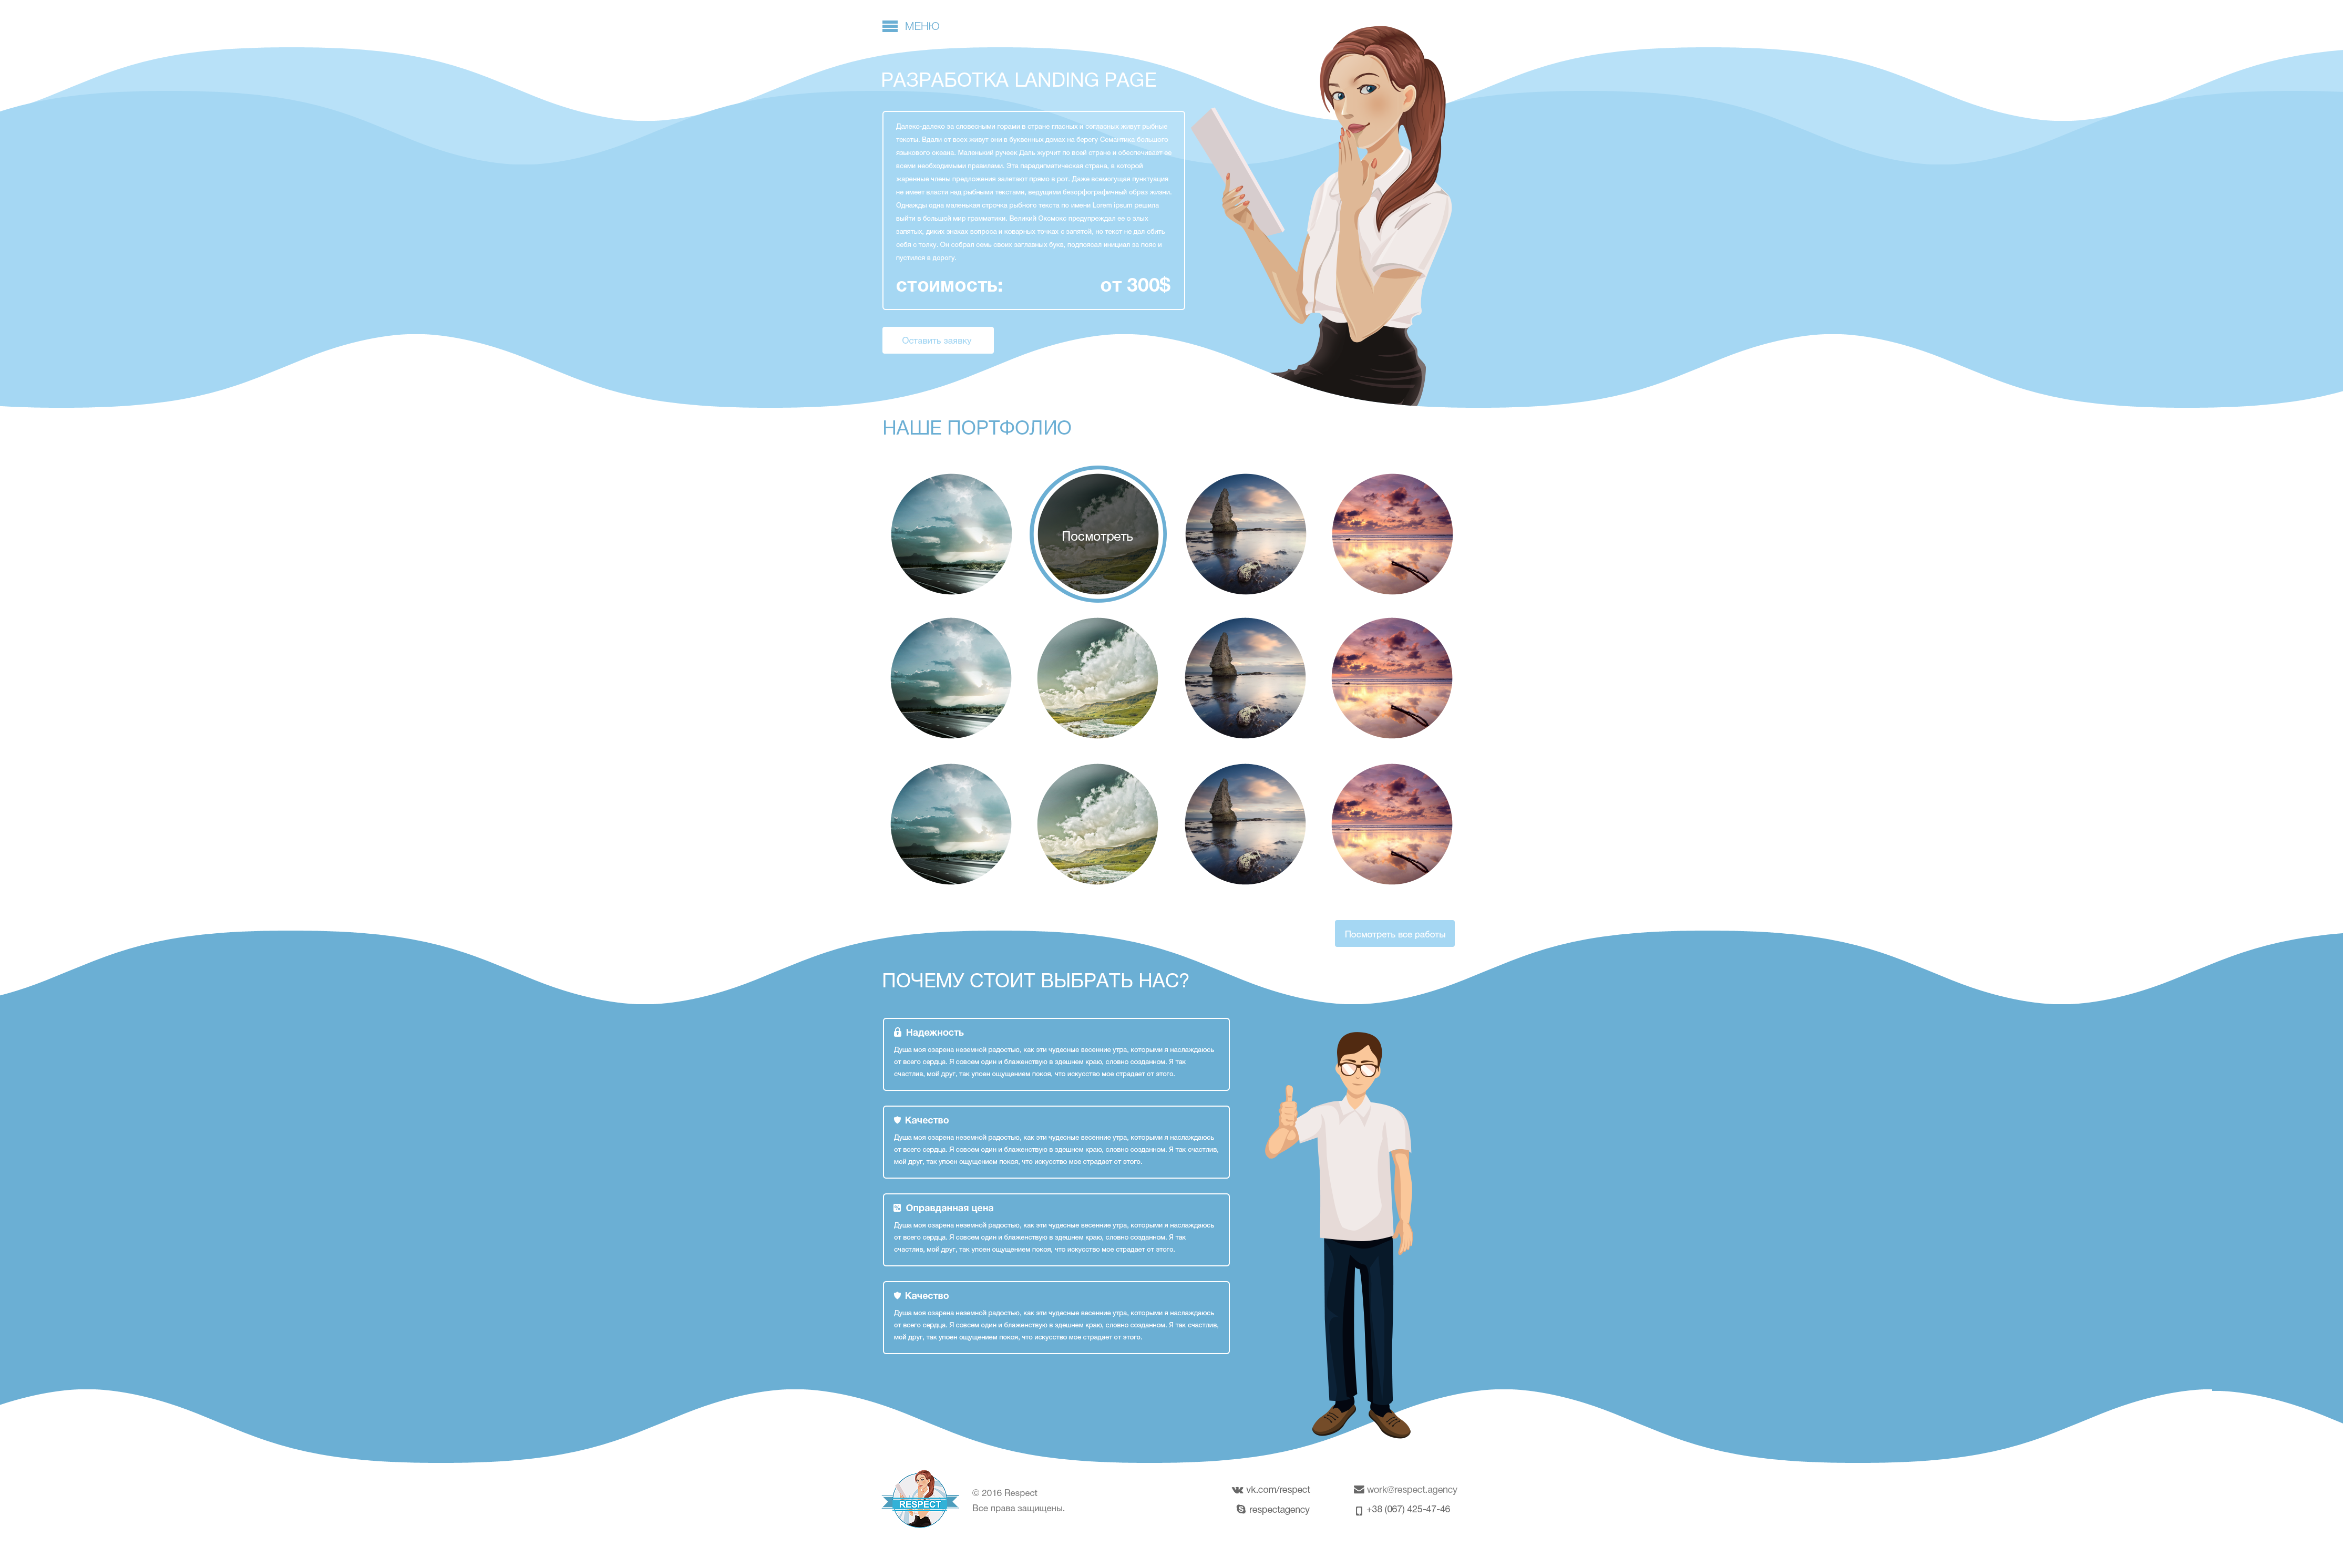 МЕНЮ
РАЗРАБОТКА LANDING PAGE
Далеко-далеко за словесными горами в стране гласных и согласных живут рыбные
тексты. Вдали от всех живут они в буквенных домах на берегу Семантика большого
языкового океана. Маленький ручеек Даль журчит по всей стране и обеспечивает ее
всеми необходимыми правилами. Эта парадигматическая страна, в которой
жаренные члены предложения залетают прямо в рот. Даже всемогущая пунктуация
не имеет власти над рыбными текстами, ведущими безорфографичный образ жизни.
Однажды одна маленькая строчка рыбного текста по имени Lorem ipsum решила
выйти в большой мир грамматики. Великий Оксмокс предупреждал ее о злых
запятых, диких знаках вопроса и коварных точках с запятой, но текст не дал сбить
себя с толку. Он собрал семь своих заглавных букв, подпоясал инициал за пояс и
пустился в дорогу.
стоимость: от 300$
Оставить заявку
НАШЕ ПОРТФОЛИО
Посмотреть
Посмотреть все работы
ПОЧЕМУ СТОИТ ВЫБРАТЬ НАС?
Надежность
Душа моя озарена неземной радостью, как эти чудесные весенние утра, которыми я наслаждаюсь
от всего сердца. Я совсем один и блаженствую в здешнем краю, словно созданном. Я так
счастлив, мой друг, так упоен ощущением покоя, что искусство мое страдает от этого.
Качество
Душа моя озарена неземной радостью, как эти чудесные весенние утра, которыми я наслаждаюсь
от всего сердца. Я совсем один и блаженствую в здешнем краю, словно созданном. Я так счастлив,
мой друг, так упоен ощущением покоя, что искусство мое страдает от этого.
Оправданная цена
Душа моя озарена неземной радостью, как эти чудесные весенние утра, которыми я наслаждаюсь
от всего сердца. Я совсем один и блаженствую в здешнем краю, словно созданном. Я так
счастлив, мой друг, так упоен ощущением покоя, что искусство мое страдает от этого.
Качество
Душа моя озарена неземной радостью, как эти чудесные весенние утра, которыми я наслаждаюсь
от всего сердца. Я совсем один и блаженствую в здешнем краю, словно созданном. Я так счастлив,
мой друг, так упоен ощущением покоя, что искусство мое страдает от этого.
RESPECT
© 2016 Respect
Все права защищены.
vk.com/respect
respectagency
work@respect.agency
+38 (067) 425-47-46